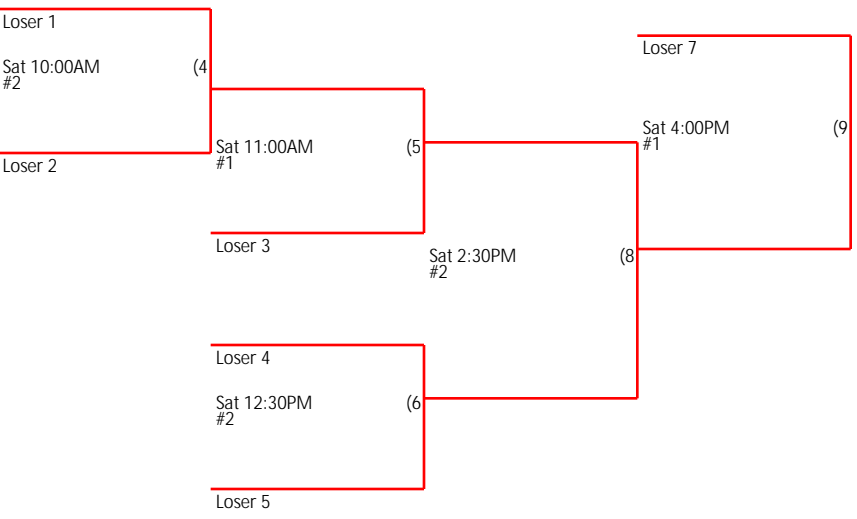 Loser 1
Sat 10:00AM (4
#2
Loser 2
Sat 11:00AM (5
#1
Loser 3
Loser 4
Sat 12:30PM (6
#2
Loser 5
Sat 2:30PM (8
#2
Loser 7
Sat 4:00PM (9
#1